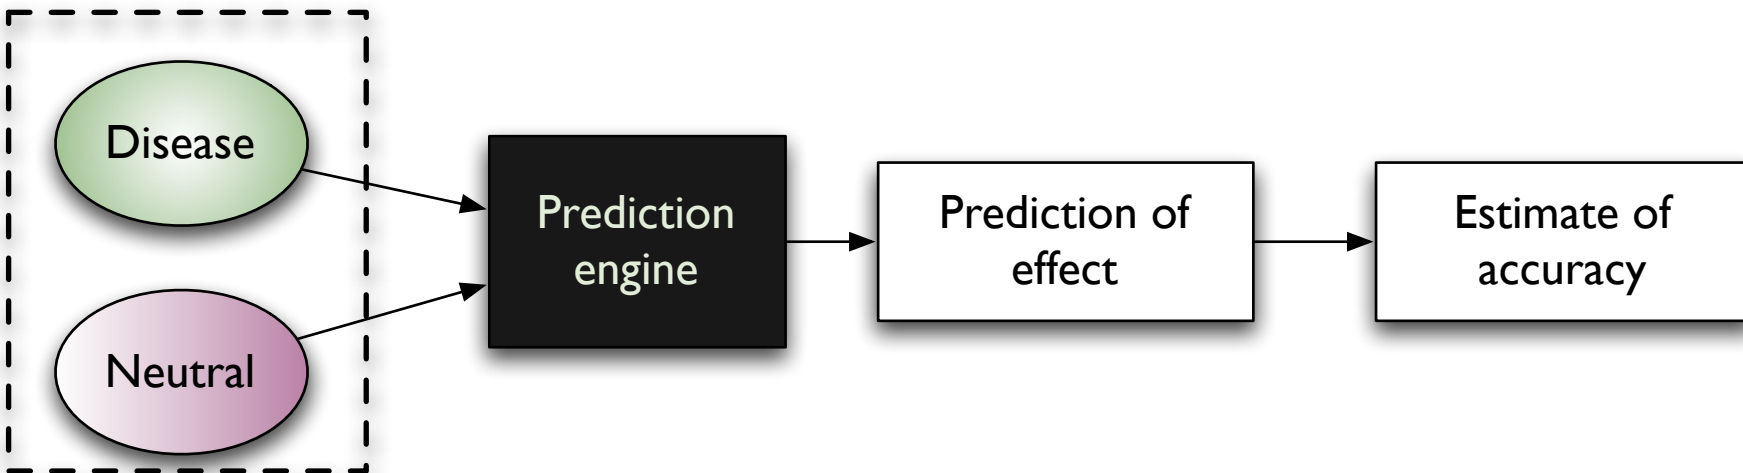 Disease
Neutral
Prediction
engine
Prediction of
effect
Estimate of
accuracy